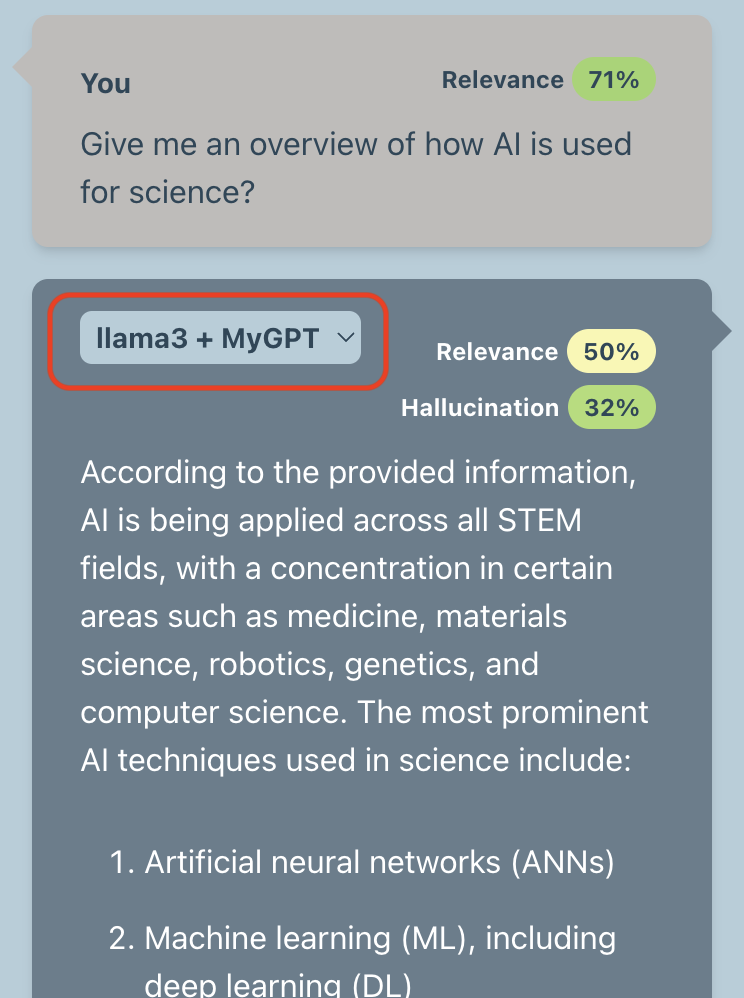 You
Relevance 71%
Give me an overview of how AI is used
for science?
llama3 + MyGPT
Relevance 50%
Hallucination 32%
According to the provided information,
AI is being applied across all STEM
fields, with a concentration in certain
areas such as medicine, materials
science, robotics, genetics, and
computer science. The most prominent
AI techniques used in science include:
1. Artificial neural networks (ANNs)
2. Machine learning (ML), including
deep learning (DL)